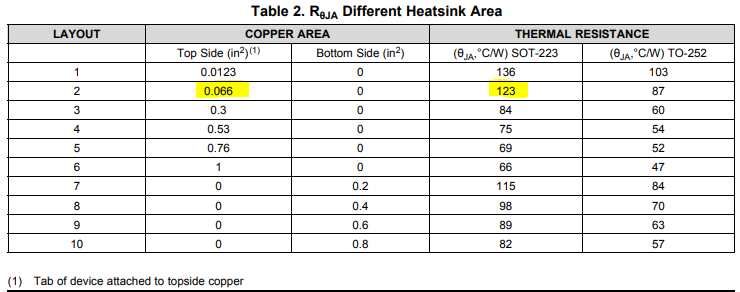 Table 2. RθJA Different Heatsink Area
LAYOUT COPPER AREA THERMAL RESISTANCE
Top Side (in2)(1) Bottom Side (in2) (θJA,°C/W) SOT-223 (θJA,°C/W) TO-252
1 0.0123 0 136 103
2 0.066 0 123 87
3 0.3 0 84 60
4 0.53 0 75 54
5 0.76 0 69 52
6 1 0 66 47
7 0 0.2 115 84
8 0 0.4 98 70
9 0 0.6 89 63
10 0 0.8 82 57
(1) Tab of device attached to topside copper